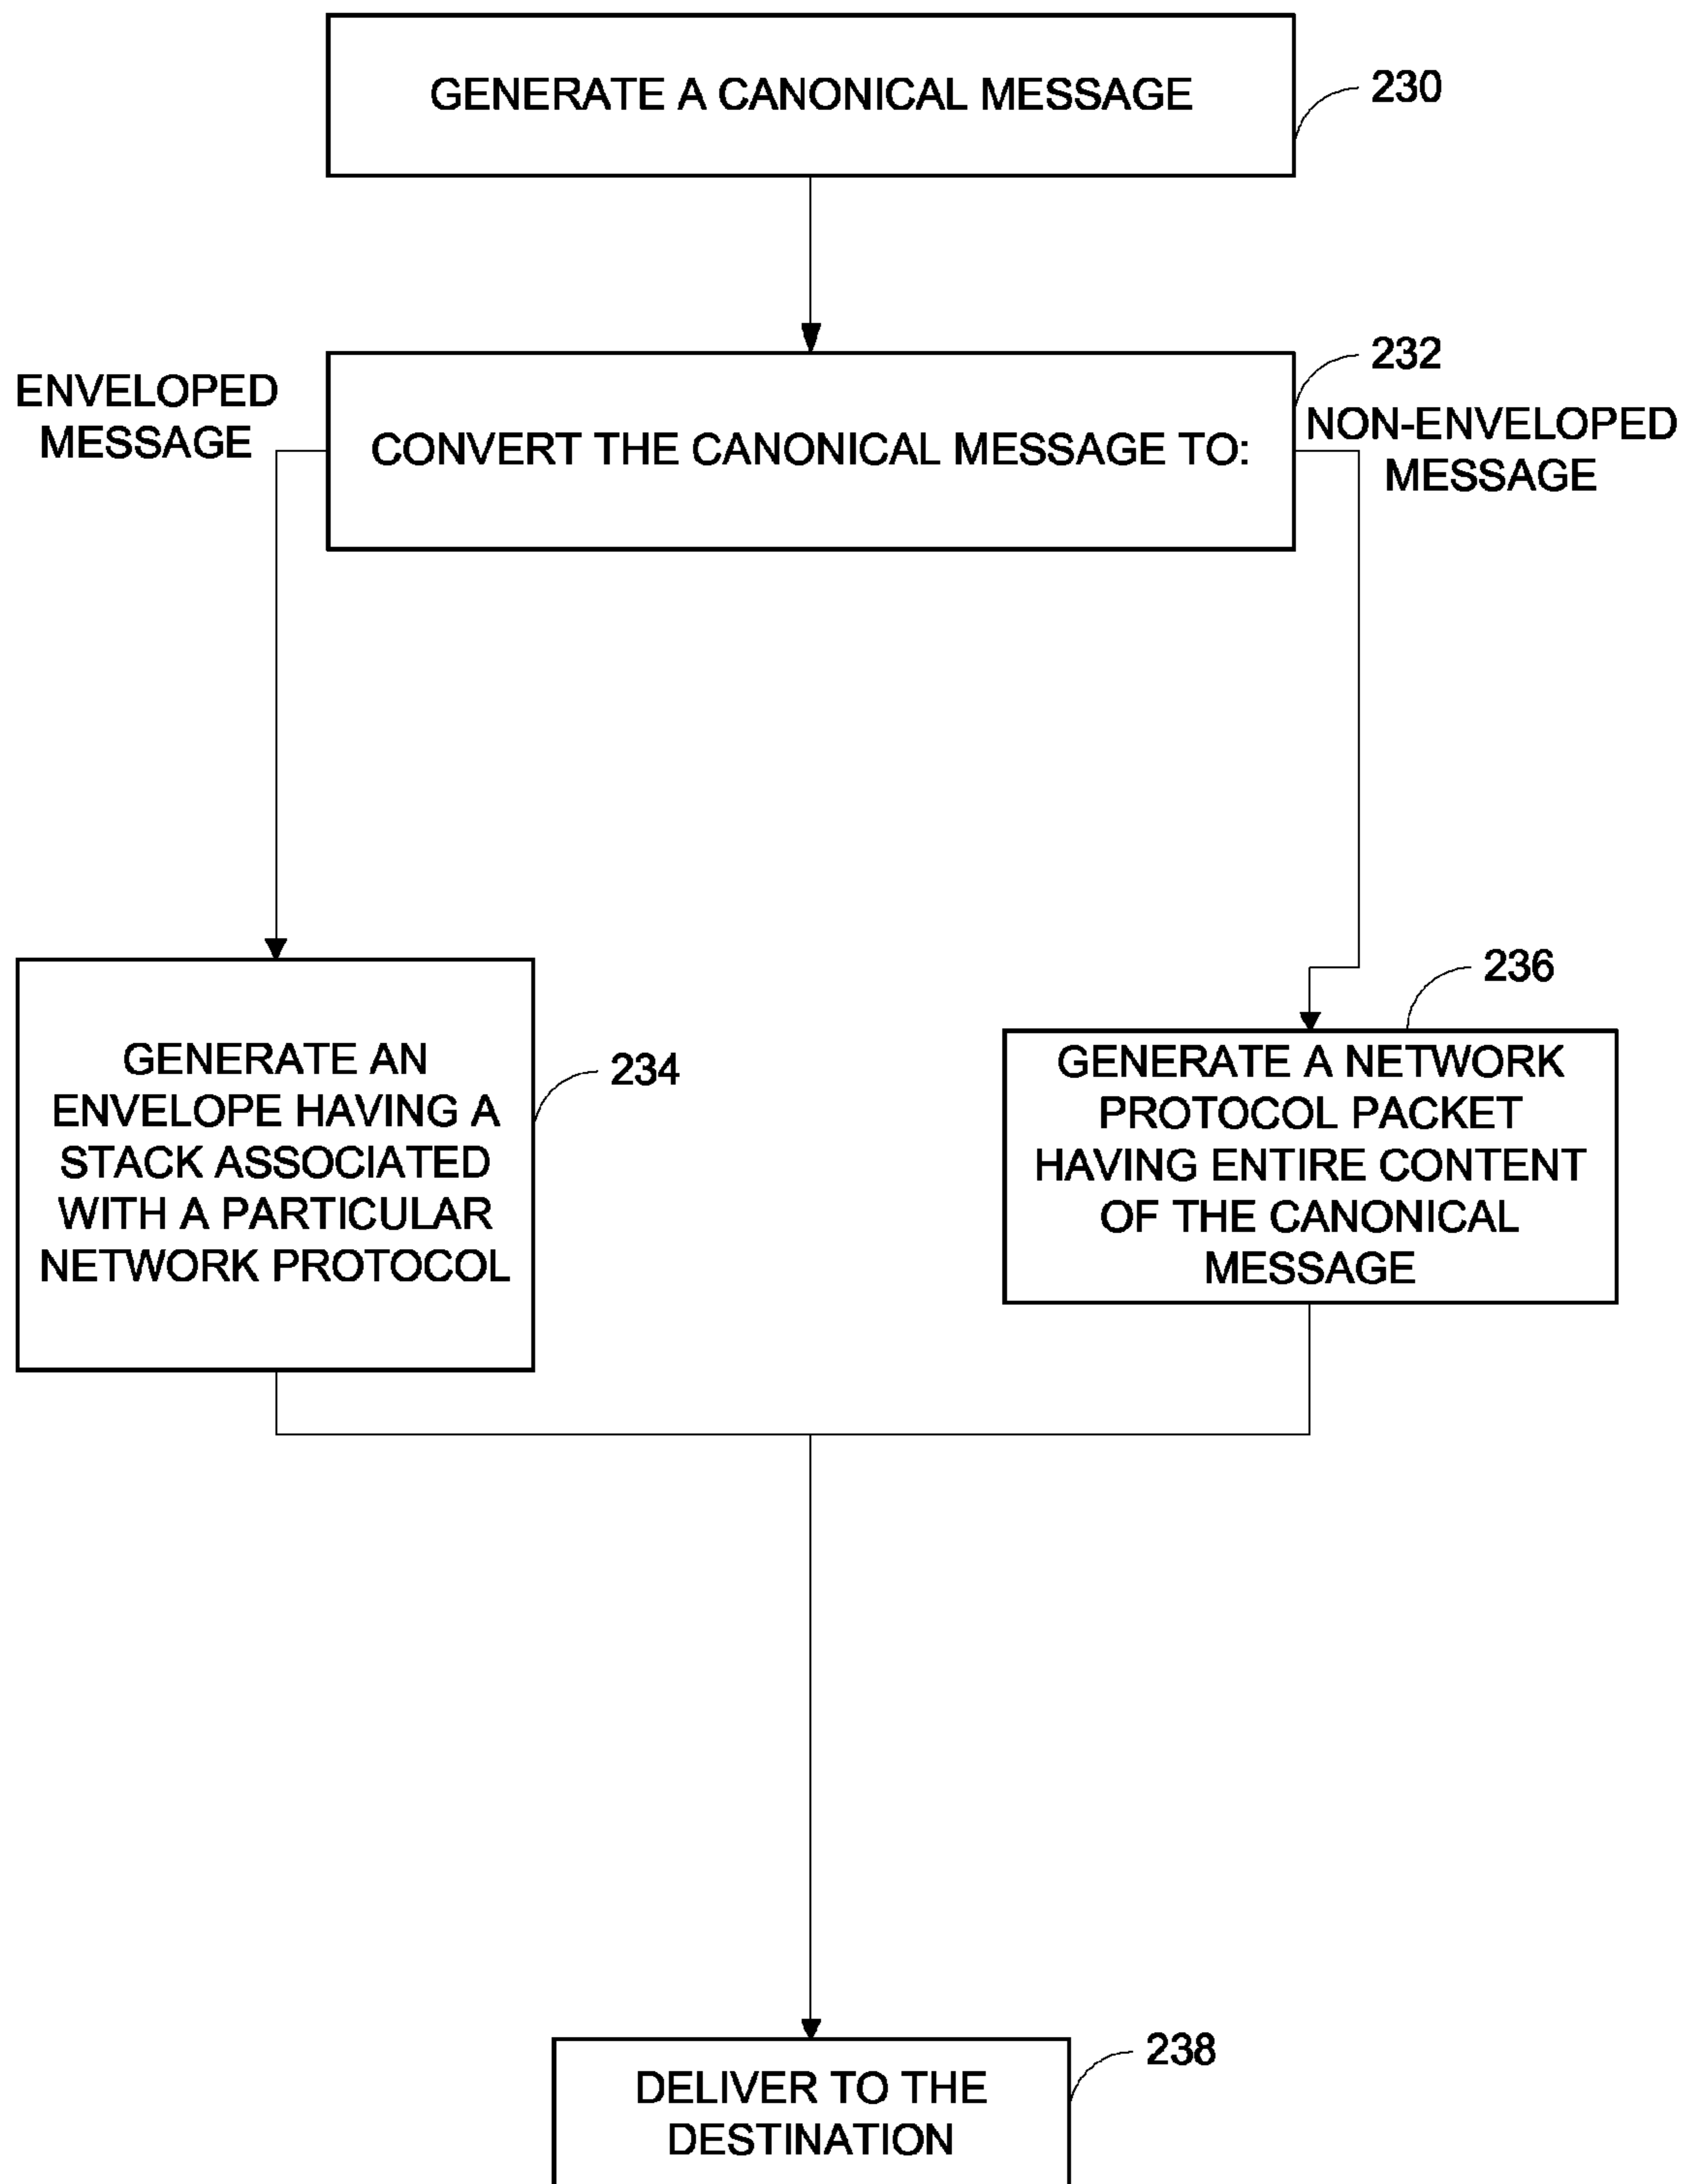 GENERATE A CANONICAL MESSAGE
230
232
ENVELOPED
MESSAGE
CONVERT THE CANONICAL MESSAGE TO:
NON-ENVELOPED
MESSAGE
GENERATE AN
ENVELOPE HAVING A
STACK ASSOCIATED
WITH A PARTICULAR
NETWORK PROTOCOL
234
236
GENERATE A NETWORK
PROTOCOL PACKET
HAVING ENTIRE CONTENT
OF THE CANONICAL
MESSAGE
238
DELIVER TO THE
DESTINATION